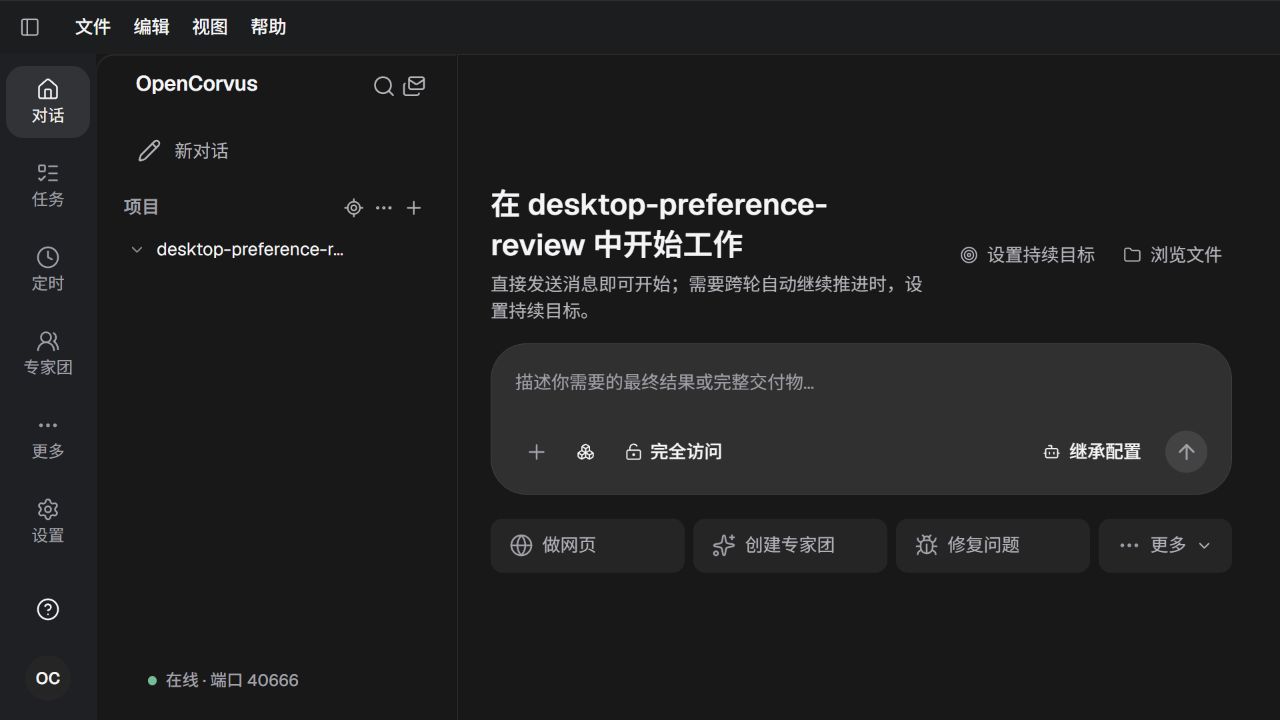 文件 编辑 视图 帮助
对话
任务
定时
专家团
更多
设置
OC
OpenCorvus
新对话
项目
desktop-preference-r...
在线 · 端口 40666
在 desktop-preference-
review 中开始工作
直接发送消息即可开始；需要跨轮自动继续推进时，设
置持续目标。
设置持续目标 浏览文件
描述你需要的最终结果或完整交付物...
完全访问 继承配置
做网页 创建专家团 修复问题 更多